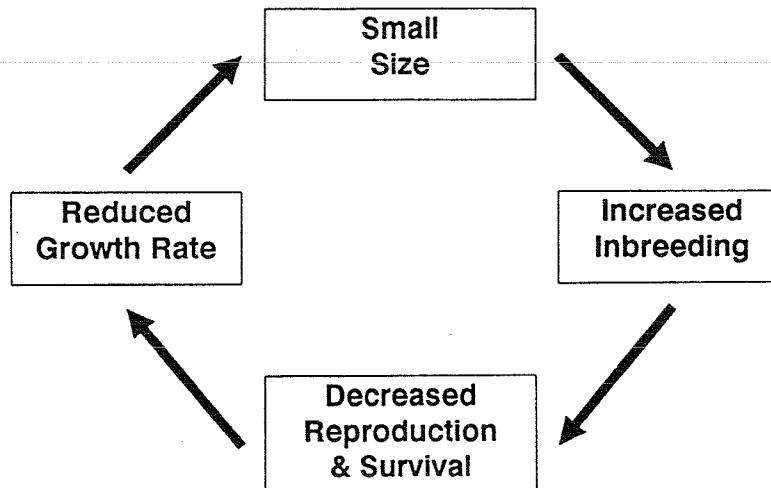 Small
Size
Increased
Inbreeding
Decreased
Reproduction
& Survival
Reduced
Growth Rate